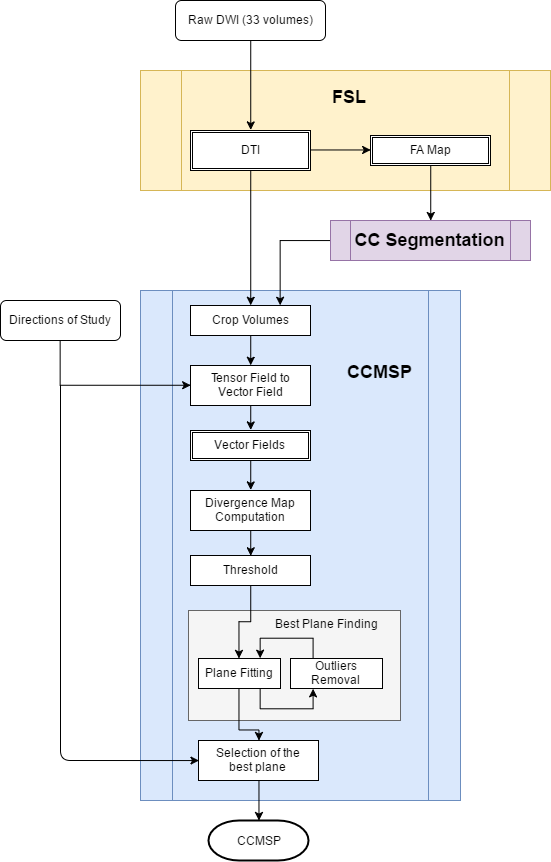 Raw DWI (33 volumes)
FSL
DTI
FA Map
CC Segmentation
Directions of Study
Crop Volumes
CCMSP
Tensor Field to
Vector Field
Vector Fields
Divergence Map
Computation
Threshold
Best Plane Finding
Plane Fitting
Outliers
Removal
Selection of the
best plane
CCMSP